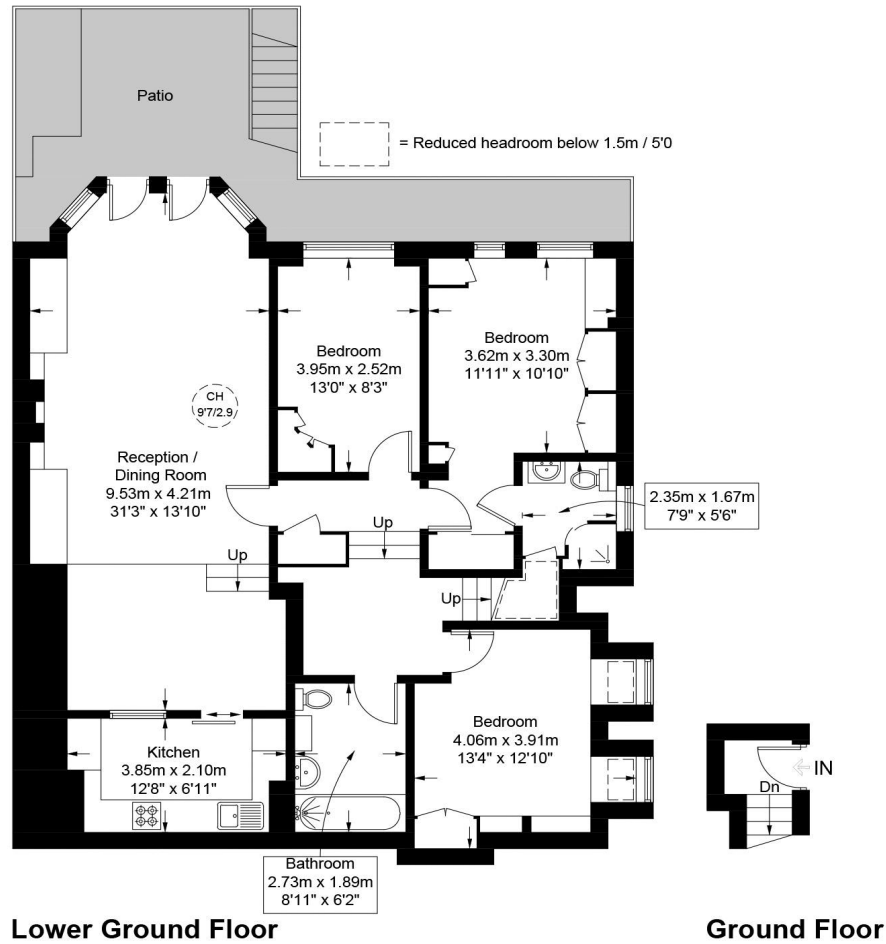 Patio
= Reduced headroom below 1.5m / 5'0
Bedroom
3.95m x 2.52m
13'0" x 8'3"
Bedroom
3.62m x 3.30m
11'11" x 10'10"
CH
9'7/2.9
Reception /
Dining Room
9.53m x 4.21m
31'3" x 13'10"
2.35m x 1.67m
7'9" x 5'6"
Up
Up
Up
Bedroom
4.06m x 3.91m
13'4" x 12'10"
Kitchen
3.85m x 2.10m
12'8" x 6'11"
IN
Dn
Bathroom
2.73m x 1.89m
8'11" x 6'2"
Lower Ground Floor
Ground Floor